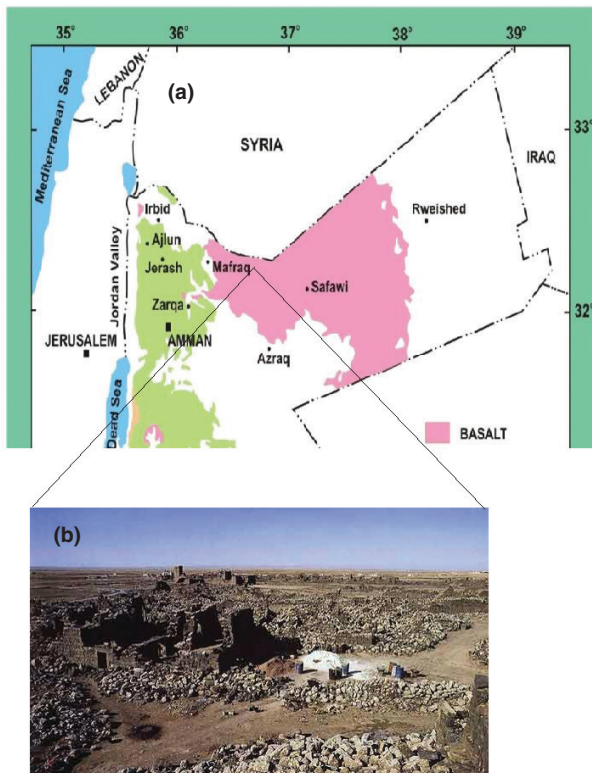 35° 36° 37° 38° 39°
(a)
LEBANON
Mediterranean Sea
SYRIA
33°
IRAQ
Irbid
Rweished
Ajlun
Jerash
Mafraq
Jordan Valley
Safawi
Zarqa
32°
JERUSALEM
AMMAN
Azraq
Dead Sea
BASALT
(b)